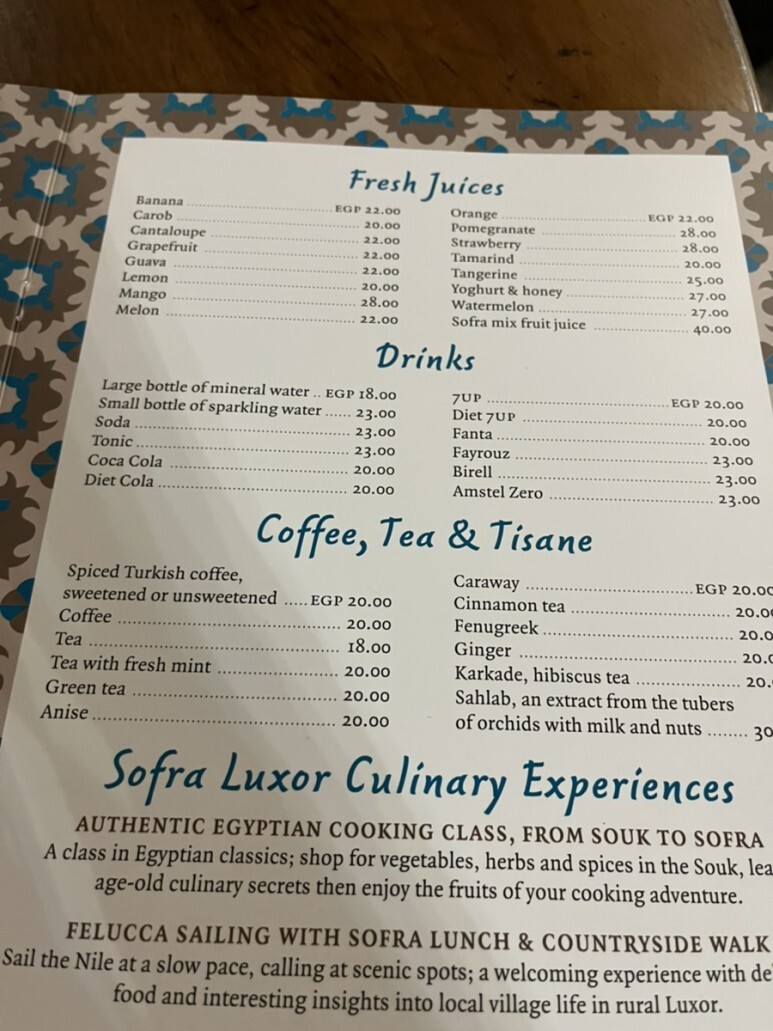 Fresh Juices
Banana ........ EGP 22.00
Carob ........ 20.00
Cantaloupe ........ 22.00
Grapefruit ........ 22.00
Guava ........ 22.00
Lemon ........ 20.00
Mango ........ 28.00
Melon ........ 22.00
Orange ........ EGP 22.00
Pomegranate ........ 28.00
Strawberry ........ 28.00
Tamarind ........ 20.00
Tangerine ........ 25.00
Yoghurt & honey ........ 27.00
Watermelon ........ 27.00
Sofra mix fruit juice ........ 40.00
Drinks
Large bottle of mineral water .. EGP 18.00
Small bottle of sparkling water ...... 23.00
Soda ........ 23.00
Tonic ........ 23.00
Coca Cola ........ 20.00
Diet Cola ........ 20.00
7UP ........ EGP 20.00
Diet 7UP ........ 20.00
Fanta ........ 20.00
Fayrouz ........ 23.00
Birell ........ 23.00
Amstel Zero ........ 23.00
Coffee, Tea & Tisane
Spiced Turkish coffee,
sweetened or unsweetened ..... EGP 20.00
Coffee ........ 20.00
Tea ........ 18.00
Tea with fresh mint ........ 20.00
Green tea ........ 20.00
Anise ........ 20.00
Caraway ........ EGP 20.00
Cinnamon tea ........ 20.00
Fenugreek ........ 20.0
Ginger ........ 20.0
Karkade, hibiscus tea ........ 20.
Sahlab, an extract from the tubers
of orchids with milk and nuts ........ 30
Sofra Luxor Culinary Experiences
AUTHENTIC EGYPTIAN COOKING CLASS, FROM SOUK TO SOFRA
A class in Egyptian classics; shop for vegetables, herbs and spices in the Souk,
age-old culinary secrets then enjoy the fruits of your cooking adventure.
FELUCCA SAILING WITH SOFRA LUNCH & COUNTRYSIDE WALK
Sail the Nile at a slow pace, calling at scenic spots; a welcoming experience with
food and interesting insights into local village life in rural Luxor.